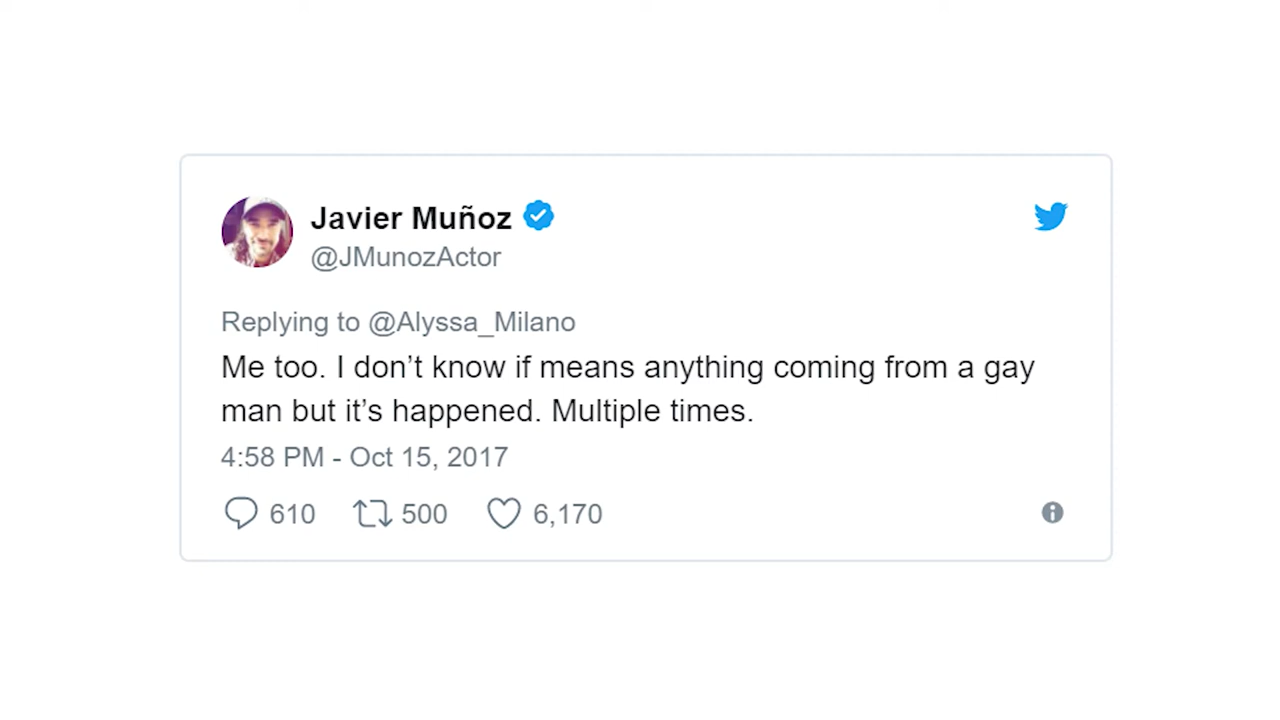 Javier Muñoz
@JMunozActor
Replying to @Alyssa_Milano
Me too. I don’t know if means anything coming from a gay
man but it’s happened. Multiple times.
4:58 PM - Oct 15, 2017
610 500 6,170